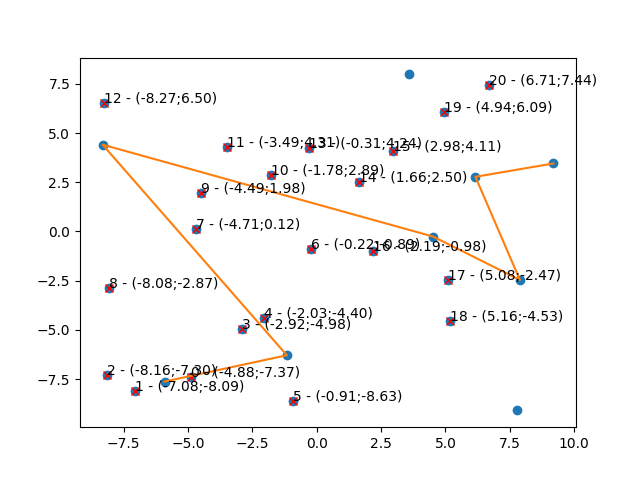 20 - (6.71;7.44)
7.5
12 - (-8.27;6.50)
19 - (4.94;6.09)
5.0
11 - (-3.49;4.31)
13 - (-0.31;4.24)
15 - (2.98;4.11)
10 - (-1.78;2.89)
2.5
14 - (1.66;2.50)
9 - (-4.49;1.98)
7 - (-4.71;0.12)
0.0
6 - (-0.22;-0.89)
16 - (2.19;-0.98)
−2.5
17 - (5.08;-2.47)
8 - (-8.08;-2.87)
4 - (-2.03;-4.40)
18 - (5.16;-4.53)
3 - (-2.92;-4.98)
−5.0
2 - (-8.16;-7.30)
0 - (-4.88;-7.37)
−7.5
1 - (-7.08;-8.09)
5 - (-0.91;-8.63)
−7.5 −5.0 −2.5 0.0 2.5 5.0 7.5 10.0